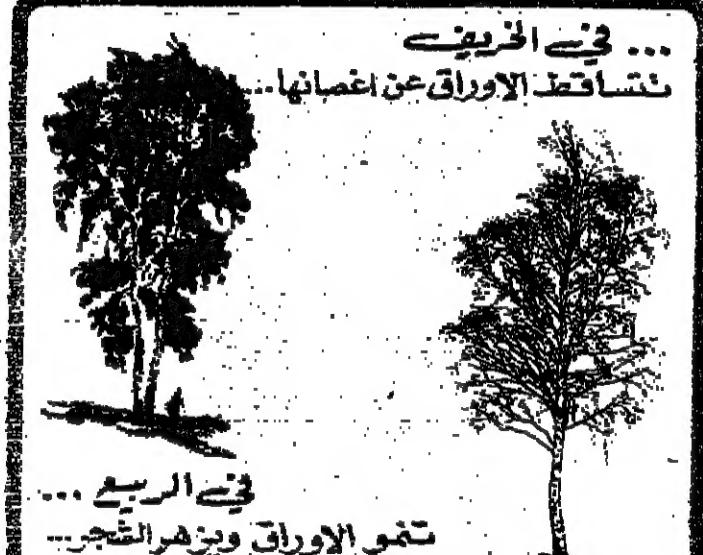 ... في الخريف
تتساقط الاوراق عن اغصانها...
في الربيع ...
تنمو الاوراق ويزهر الشجر...